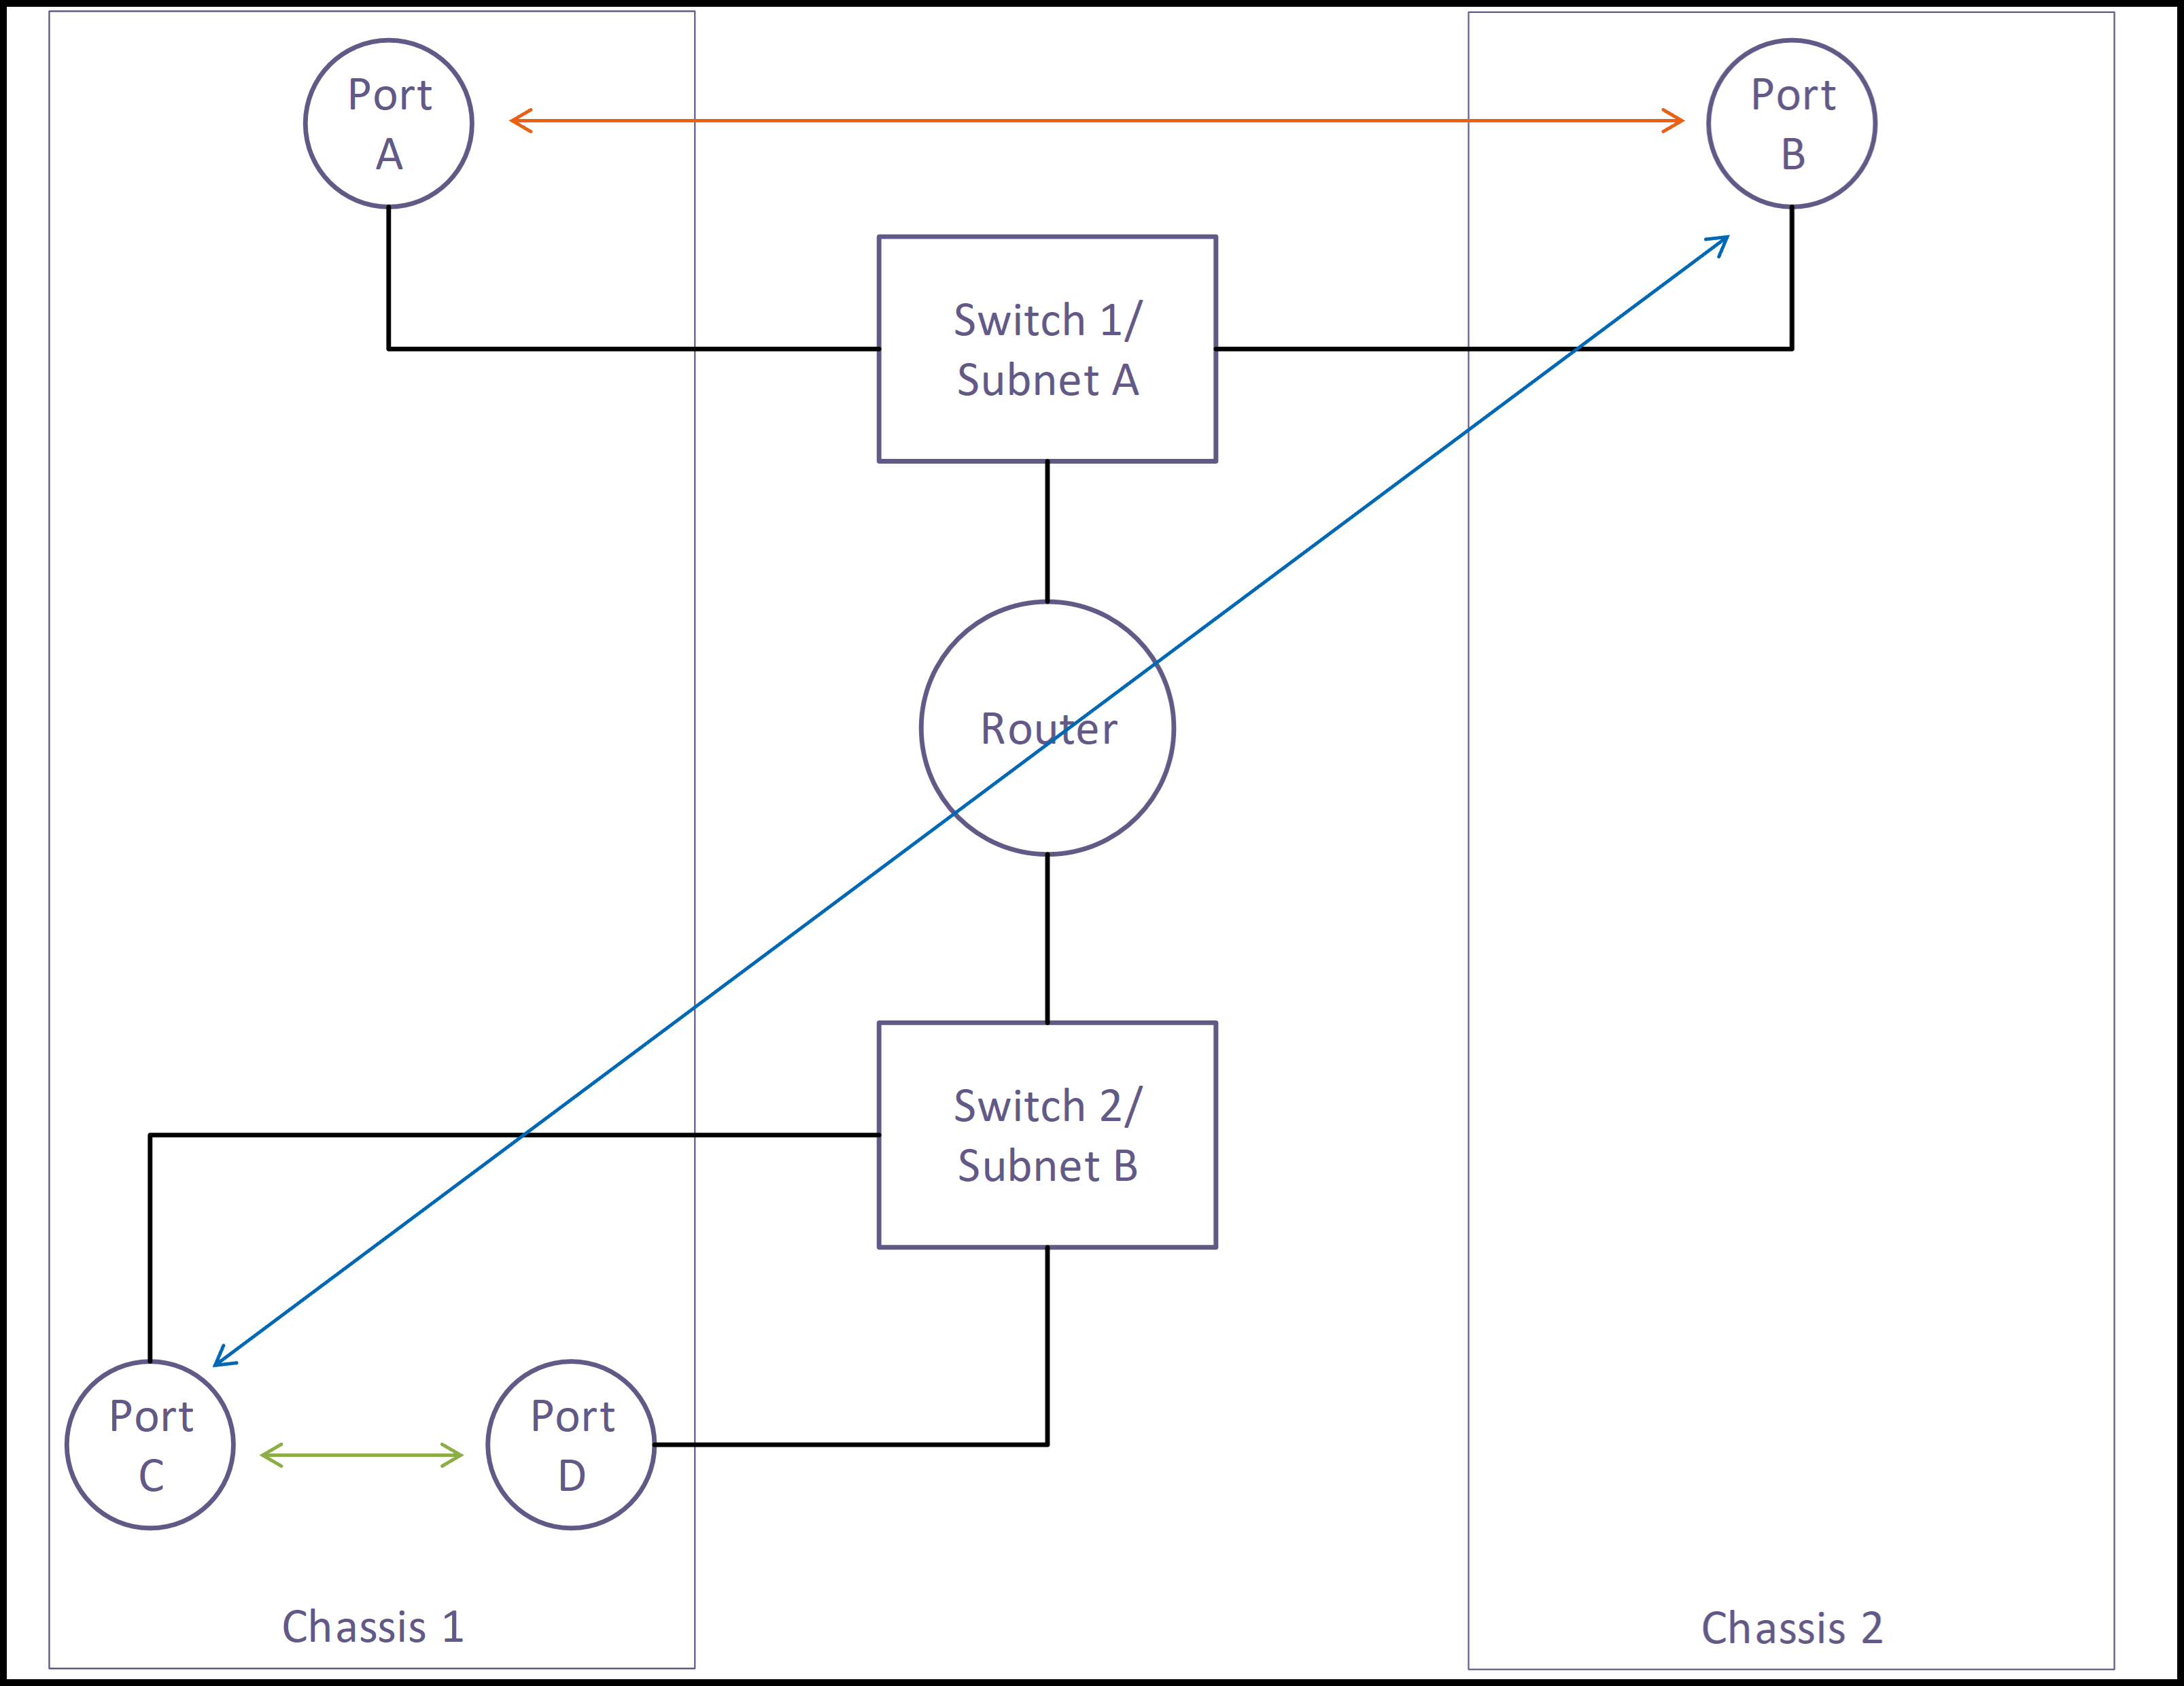 Port
A
Port
B
Switch 1/
Subnet A
Router
Switch 2/
Subnet B
Port
C
Port
D
Chassis 1
Chassis 2